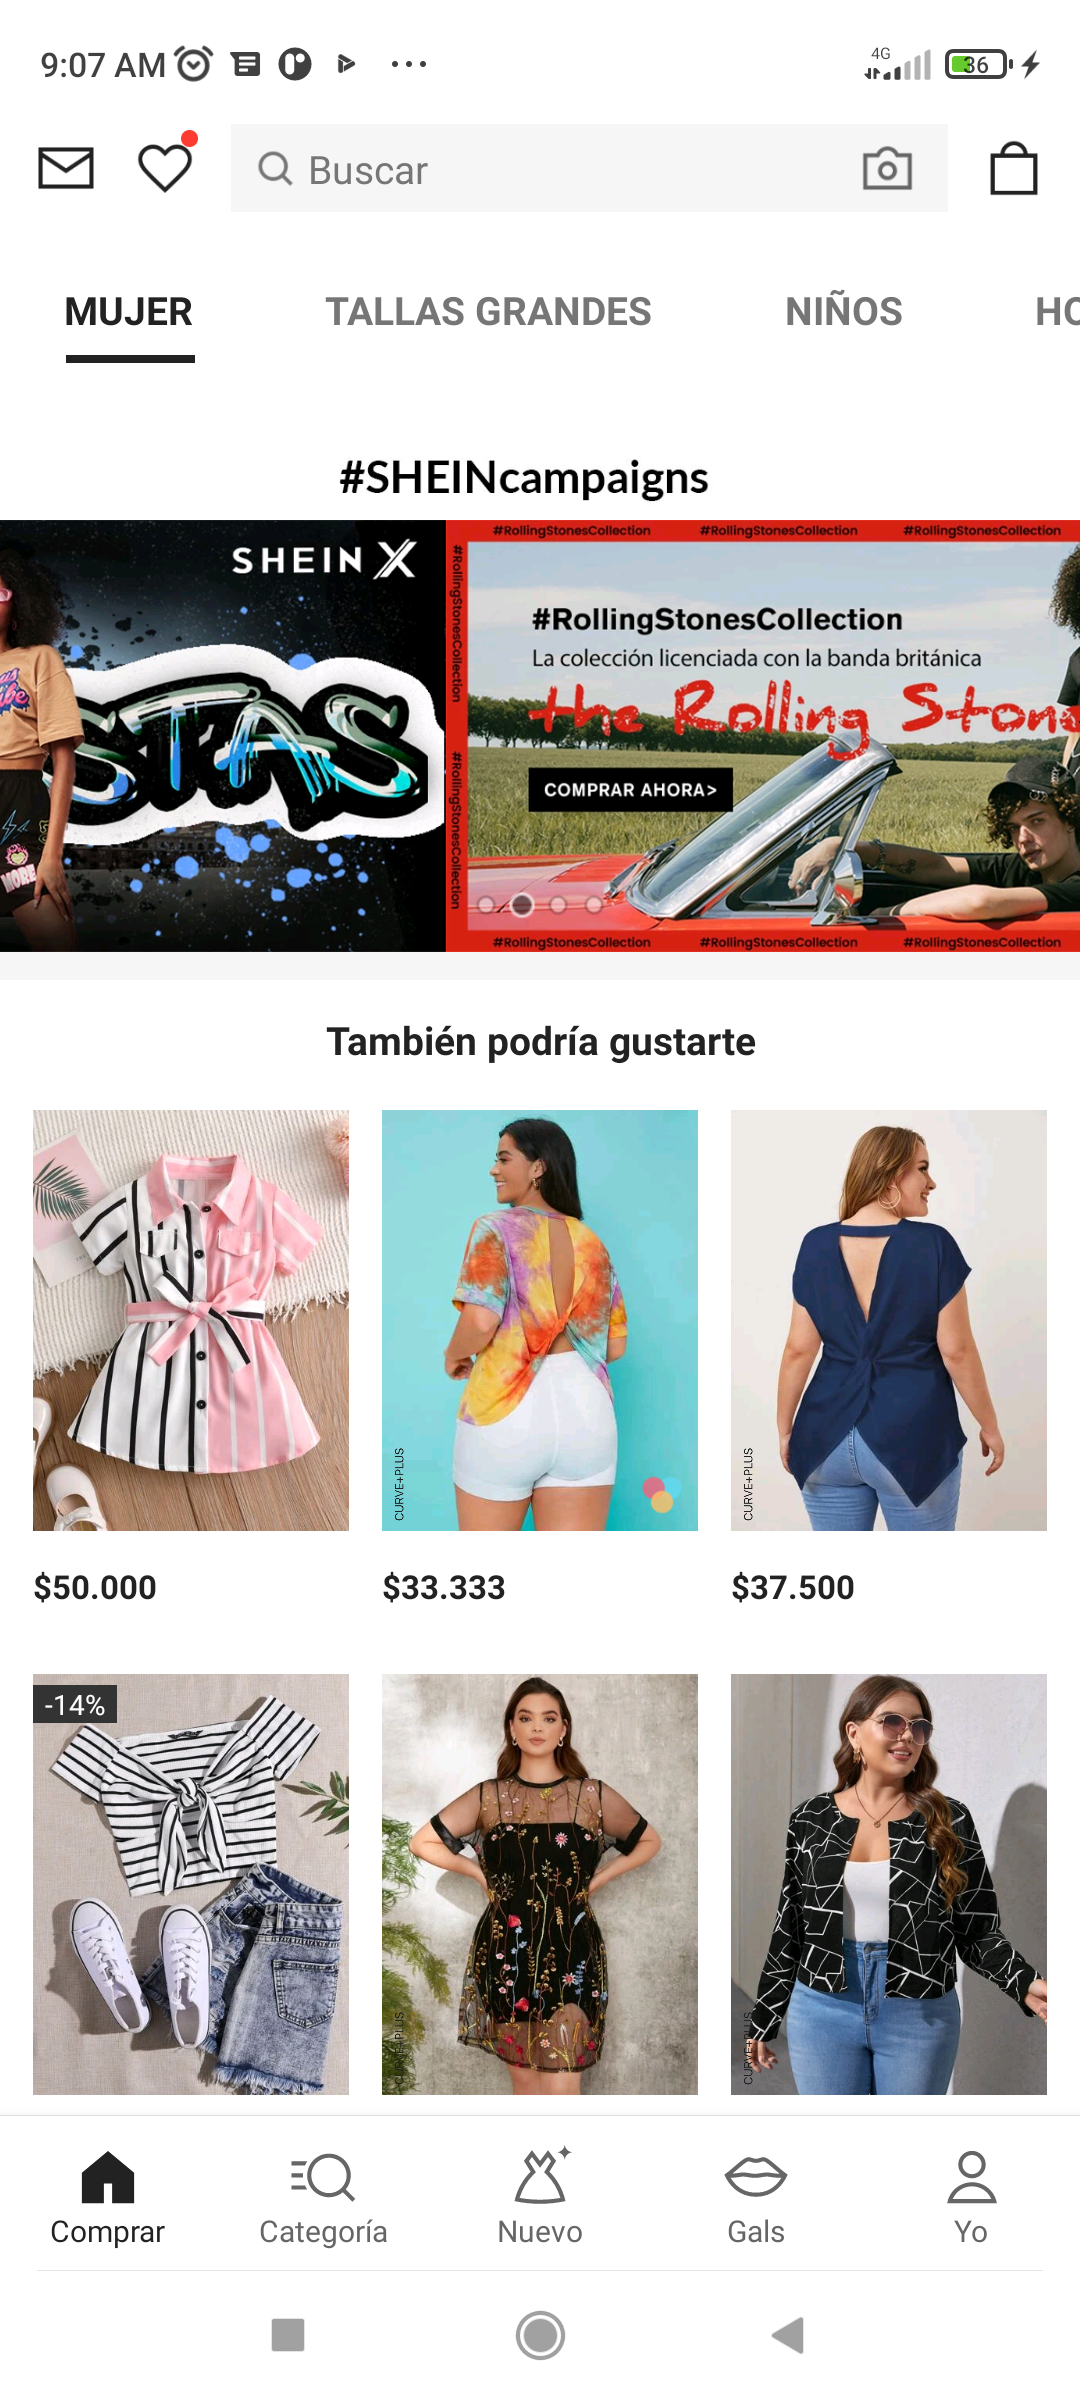 9:07 AM
4G
36
Buscar
MUJER
TALLAS GRANDES
NIÑOS
HO
#SHEINcampaigns
SHEIN X
STAS
MORE
#RollingStonesCollection
#RollingStonesCollection
#RollingStonesCollection
#RollingStonesCollection
#RollingStonesCollection
#RollingStonesCollection
La colección licenciada con la banda británica
the Rolling Stone
COMPRAR AHORA>
#RollingStonesCollection
#RollingStonesCollection
#RollingStonesCollection
También podría gustarte
CURVE+PLUS
CURVE+PLUS
$50.000
$33.333
$37.500
-14%
CURVE+PLUS
CURVE+PLUS
Comprar
Categoría
Nuevo
Gals
Yo